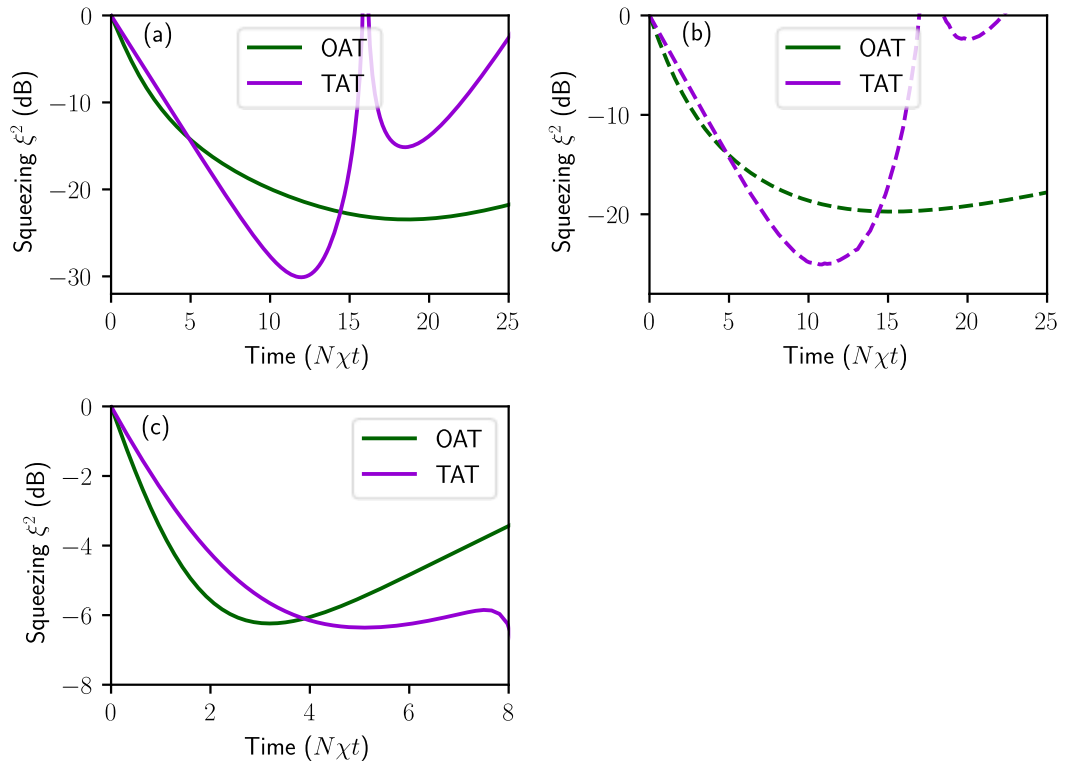 (a)
OAT
TAT
0
−10
−20
−30
Squeezing ξ² (dB)
0 5 10 15 20 25
Time (Nχt)
(b)
OAT
TAT
0
−10
−20
Squeezing ξ² (dB)
0 5 10 15 20 25
Time (Nχt)
(c)
OAT
TAT
0
−2
−4
−6
−8
Squeezing ξ² (dB)
0 2 4 6 8
Time (Nχt)